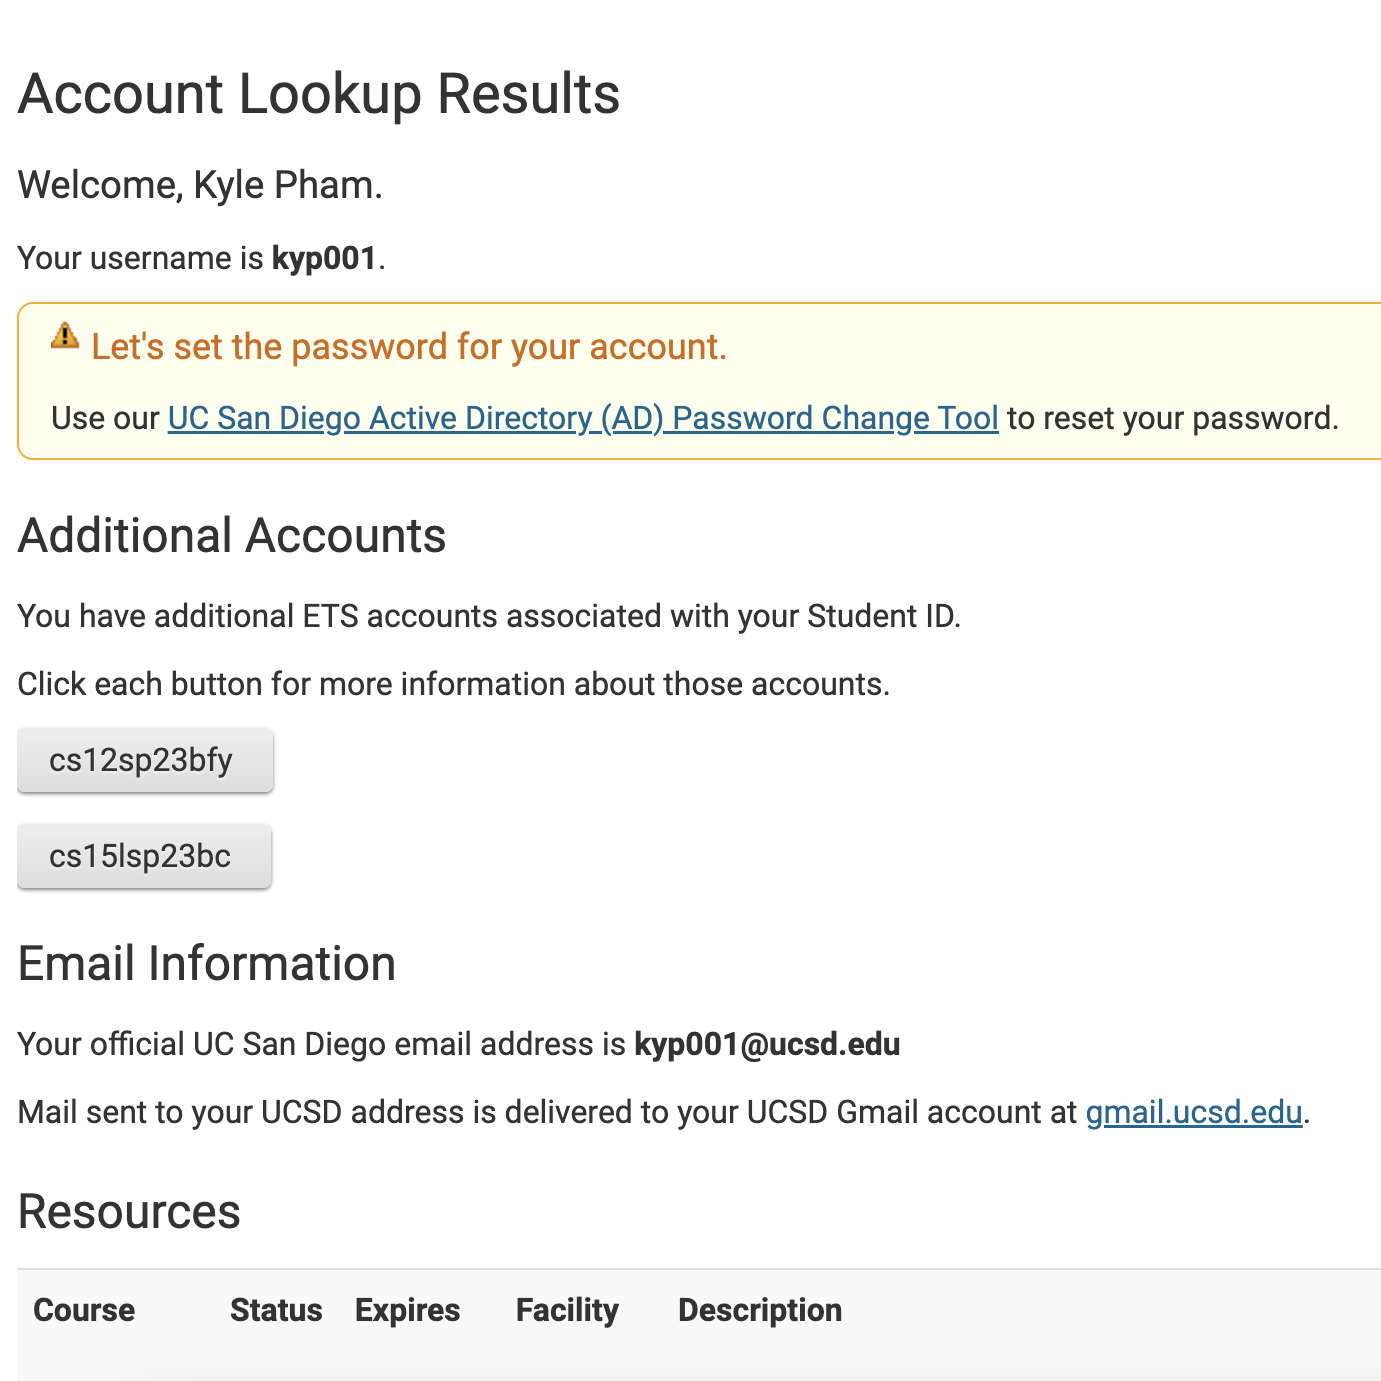 Account Lookup Results
Welcome, Kyle Pham.
Your username is kyp001.
Let's set the password for your account.
Use our UC San Diego Active Directory (AD) Password Change Tool to reset your password.
Additional Accounts
You have additional ETS accounts associated with your Student ID.
Click each button for more information about those accounts.
cs12sp23bfy
cs15lsp23bc
Email Information
Your official UC San Diego email address is kyp001@ucsd.edu
Mail sent to your UCSD address is delivered to your UCSD Gmail account at gmail.ucsd.edu.
Resources
Course Status Expires Facility Description